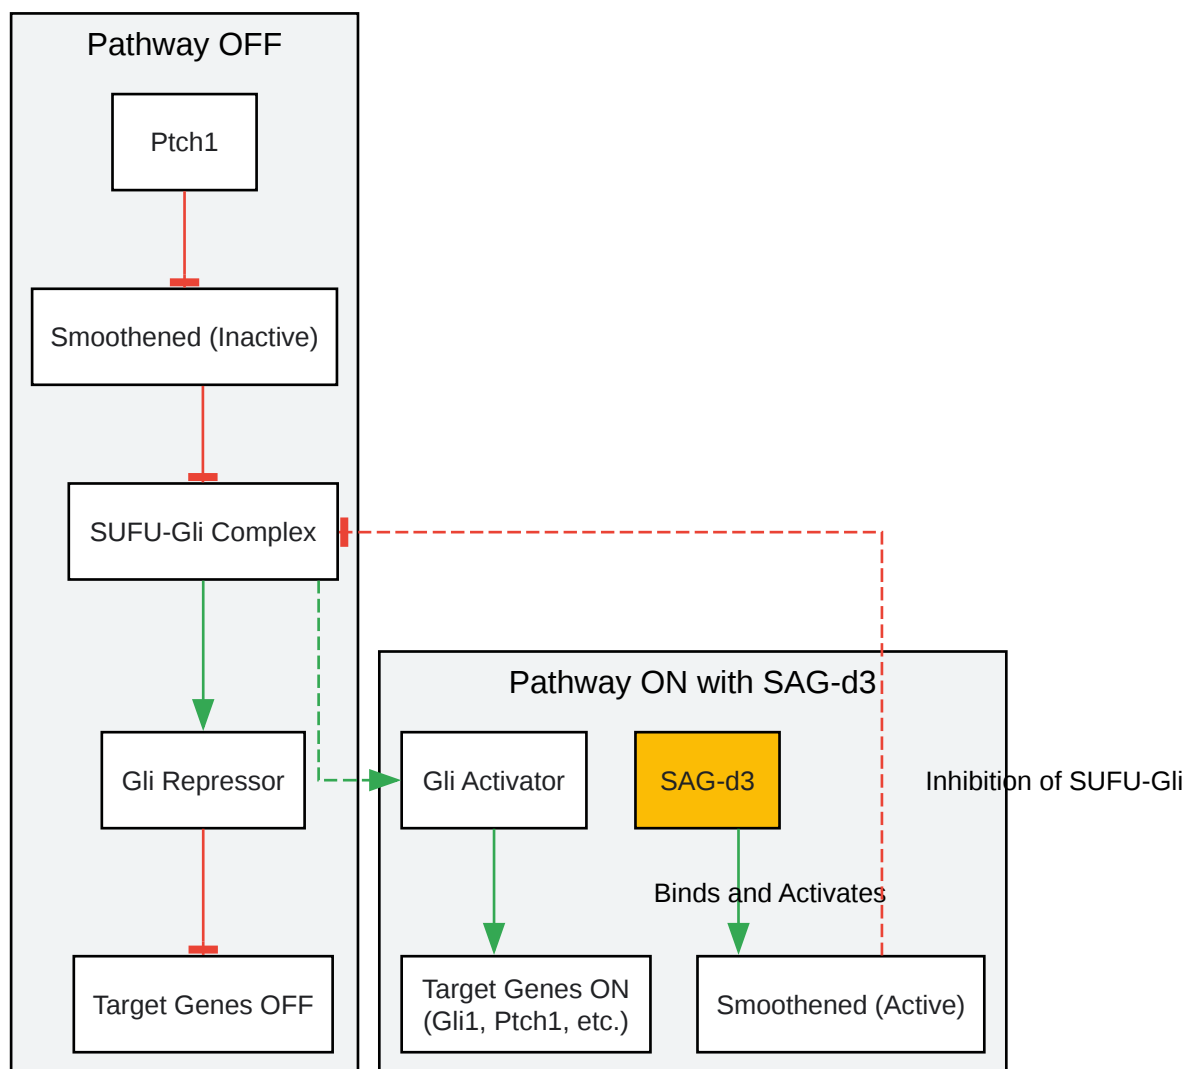 Pathway OFF
Ptch1
Smoothened (Inactive)
SUFU-Gli Complex
Pathway ON with SAG-d3
Gli Repressor
Gli Activator
SAG-d3
Inhibition of SUFU-Gli
Binds and Activates
Target Genes OFF
Target Genes ON
(Gli1, Ptch1, etc.)
Smoothened (Active)